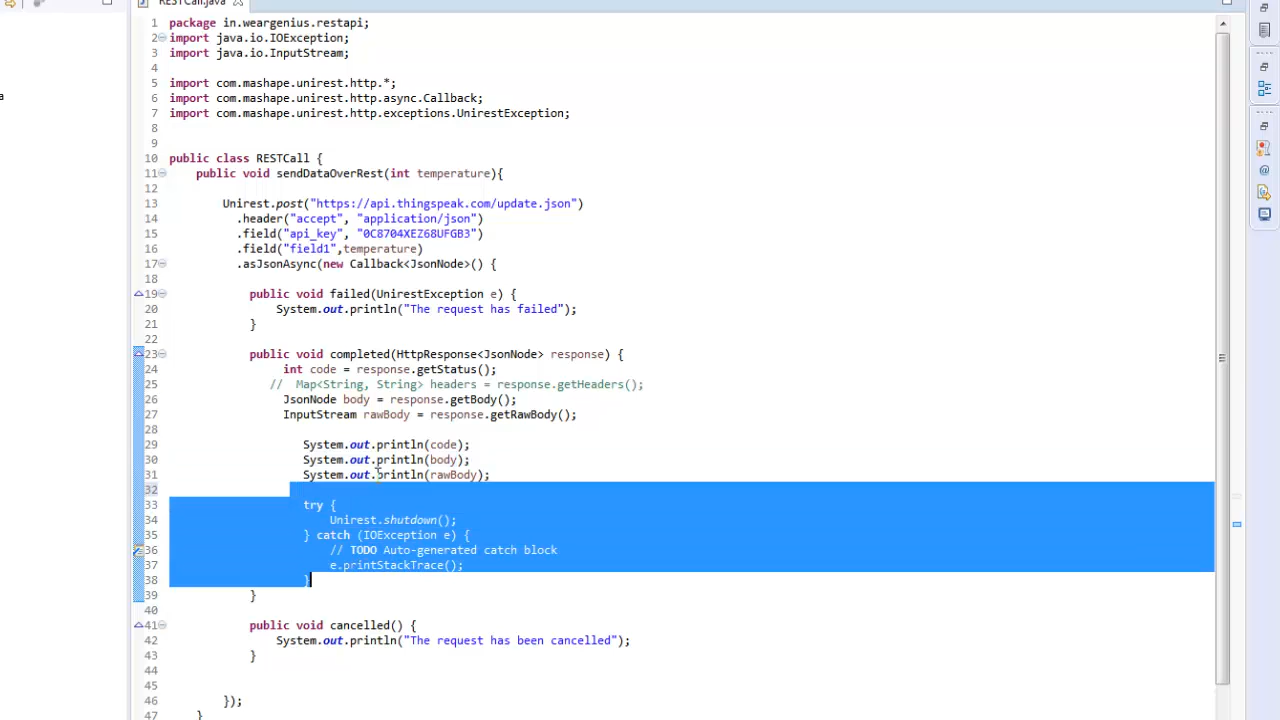 RESTCall.java
1 package in.weargenius.restapi;
2 import java.io.IOException;
3 import java.io.InputStream;
4
5 import com.mashape.unirest.http.*;
6 import com.mashape.unirest.http.async.Callback;
7 import com.mashape.unirest.http.exceptions.UnirestException;
8
9
10 public class RESTCall {
11 public void sendDataOverRest(int temperature){
12
13 Unirest.post("https://api.thingspeak.com/update.json")
14 .header("accept", "application/json")
15 .field("api_key", "0C8704XEZ68UFGB3")
16 .field("field1",temperature)
17 .asJsonAsync(new Callback<JsonNode>() {
18
19 public void failed(UnirestException e) {
20 System.out.println("The request has failed");
21 }
22
23 public void completed(HttpResponse<JsonNode> response) {
24 int code = response.getStatus();
25 // Map<String, String> headers = response.getHeaders();
26 JsonNode body = response.getBody();
27 InputStream rawBody = response.getRawBody();
28
29 System.out.println(code);
30 System.out.println(body);
31 System.out.println(rawBody);
32
33 try {
34 Unirest.shutdown();
35 } catch (IOException e) {
36 // TODO Auto-generated catch block
37 e.printStackTrace();
38 }
39 }
40
41 public void cancelled() {
42 System.out.println("The request has been cancelled");
43 }
44
45
46 });
47 }